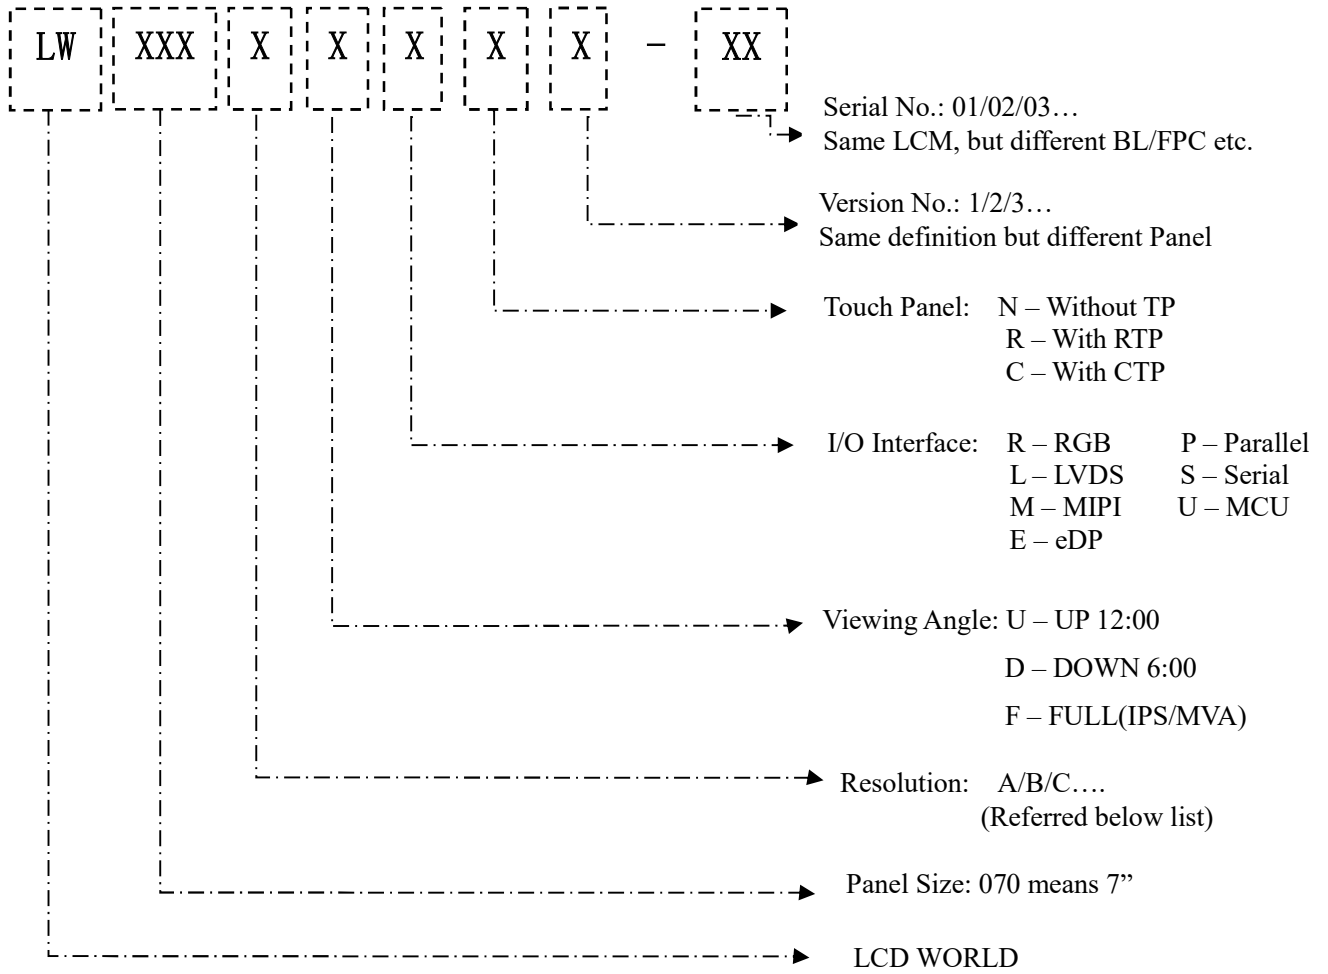 LW XXX X X X X X – XX
Serial No.: 01/02/03…
Same LCM, but different BL/FPC etc.
Version No.: 1/2/3…
Same definition but different Panel
Touch Panel: N – Without TP
R – With RTP
C – With CTP
I/O Interface: R – RGB P – Parallel
L – LVDS S – Serial
M – MIPI U – MCU
E – eDP
Viewing Angle: U – UP 12:00
D – DOWN 6:00
F – FULL(IPS/MVA)
Resolution: A/B/C….
(Referred below list)
Panel Size: 070 means 7”
LCD WORLD